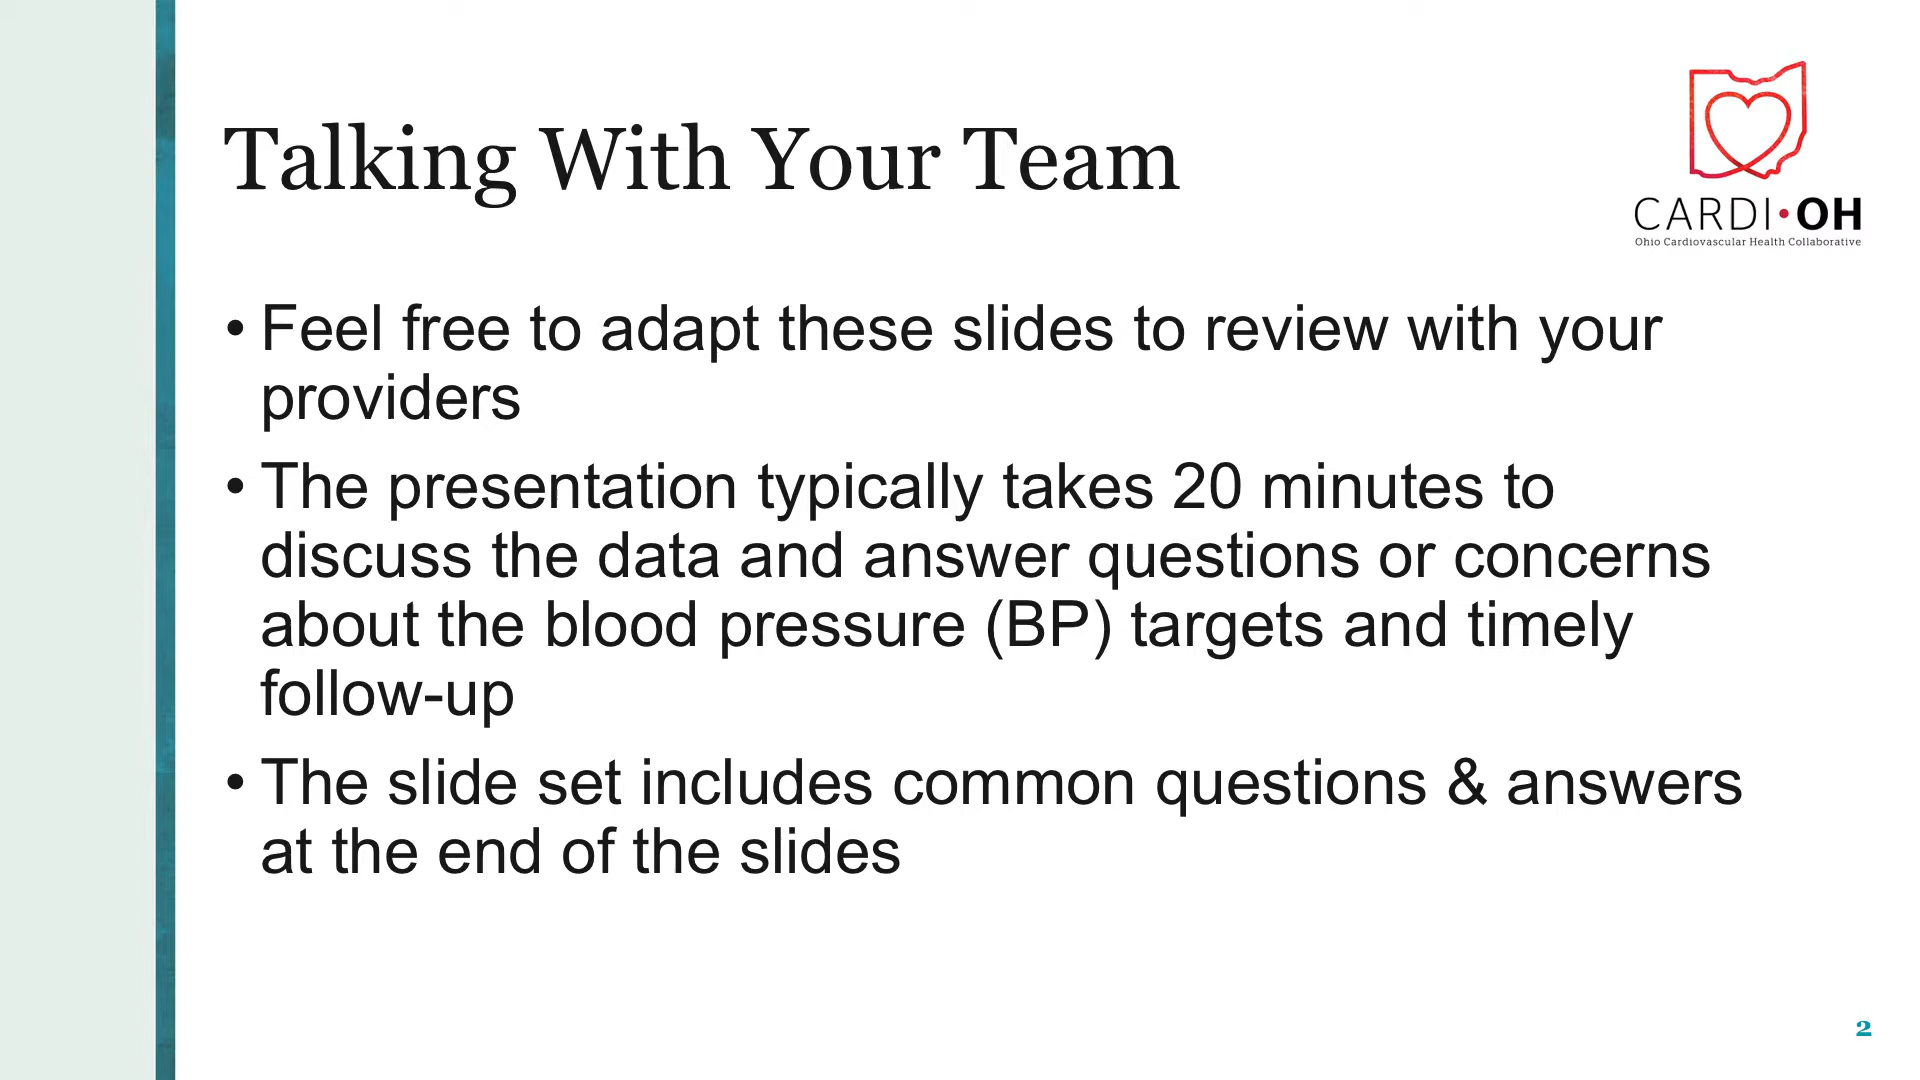 Talking With Your Team
CARDI•OH
Ohio Cardiovascular Health Collaborative
• Feel free to adapt these slides to review with your
providers
• The presentation typically takes 20 minutes to
discuss the data and answer questions or concerns
about the blood pressure (BP) targets and timely
follow-up
• The slide set includes common questions & answers
at the end of the slides
2